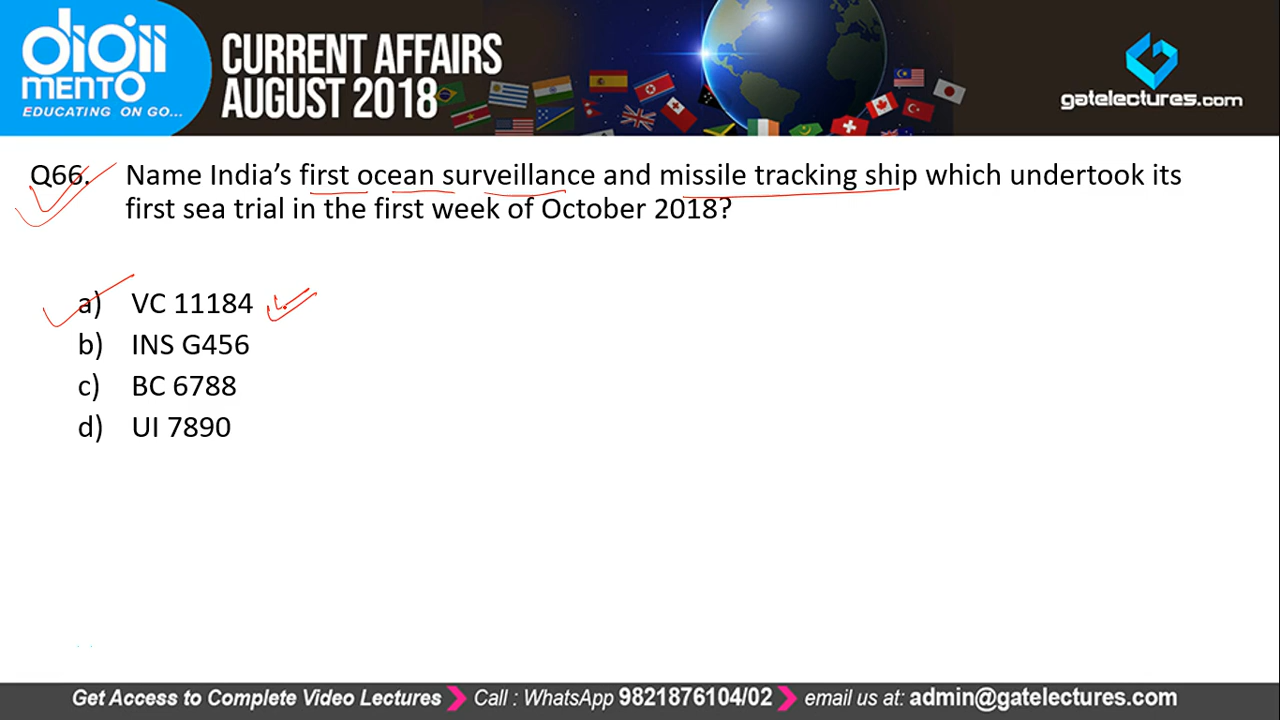 digii
MENTO
EDUCATING ON GO...
CURRENT AFFAIRS
AUGUST 2018
gatelectures.com
Q66. Name India’s first ocean surveillance and missile tracking ship which undertook its
first sea trial in the first week of October 2018?
a) VC 11184
b) INS G456
c) BC 6788
d) UI 7890
Get Access to Complete Video Lectures Call : WhatsApp 9821876104/02 email us at: admin@gatelectures.com